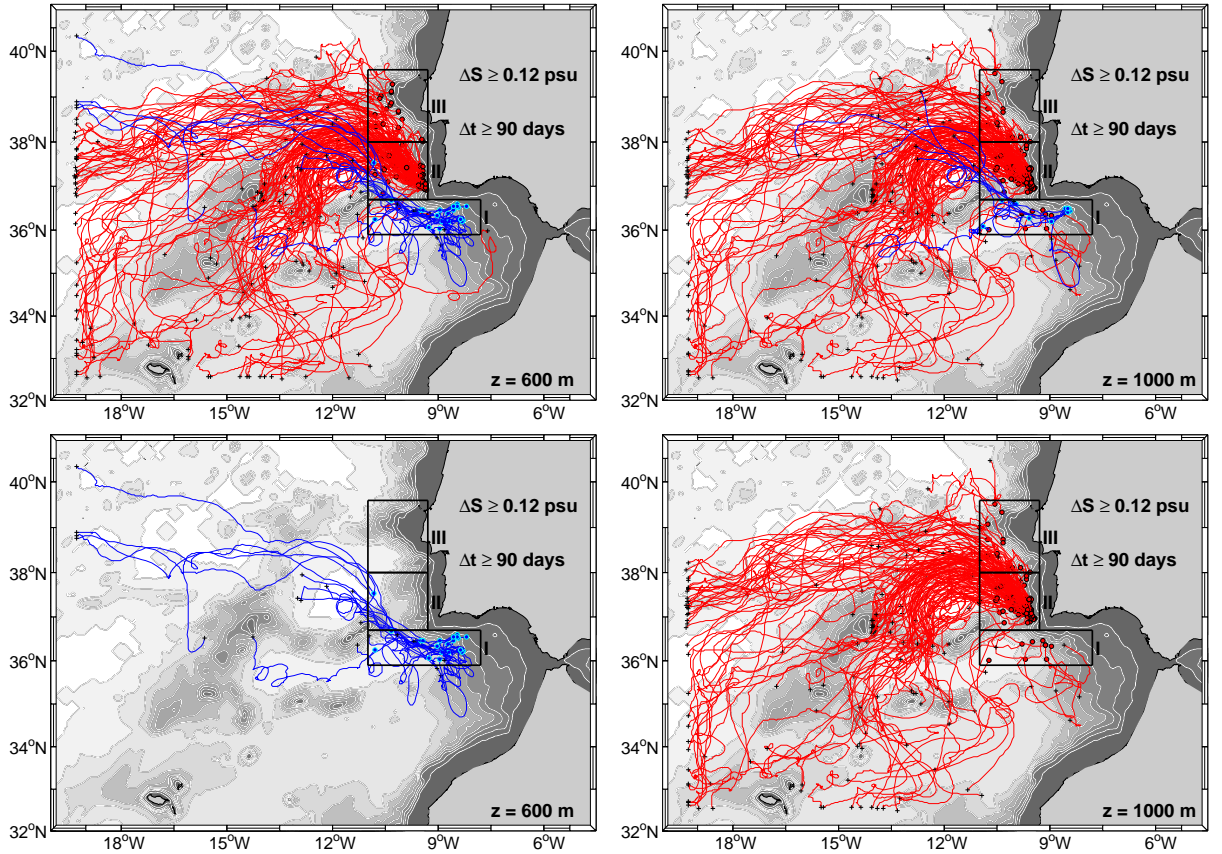 40°N
38°N
36°N
34°N
32°N
18°W
15°W
12°W
9°W
6°W
ΔS ≥ 0.12 psu
III
Δt ≥ 90 days
II
I
z = 600 m
40°N
38°N
36°N
34°N
32°N
18°W
15°W
12°W
9°W
6°W
ΔS ≥ 0.12 psu
III
Δt ≥ 90 days
II
I
z = 1000 m
40°N
38°N
36°N
34°N
32°N
18°W
15°W
12°W
9°W
6°W
ΔS ≥ 0.12 psu
III
Δt ≥ 90 days
II
I
z = 600 m
40°N
38°N
36°N
34°N
32°N
18°W
15°W
12°W
9°W
6°W
ΔS ≥ 0.12 psu
III
Δt ≥ 90 days
II
I
z = 1000 m